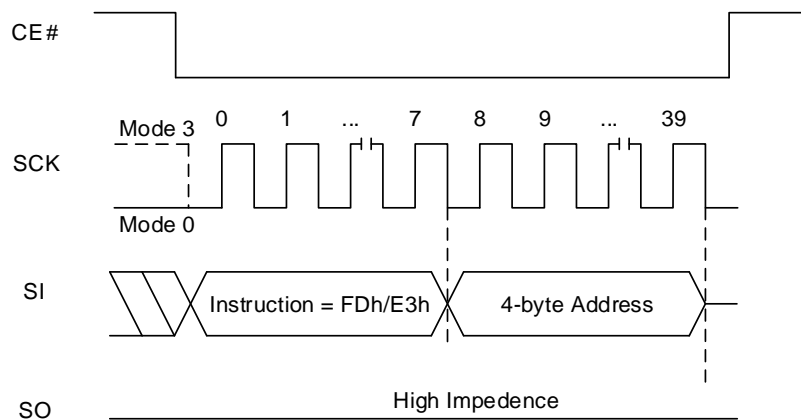 CE#
0 1 ... 7 8 9 ... 39
Mode 3
SCK
Mode 0
SI
Instruction = FDh/E3h
4-byte Address
High Impedence
SO